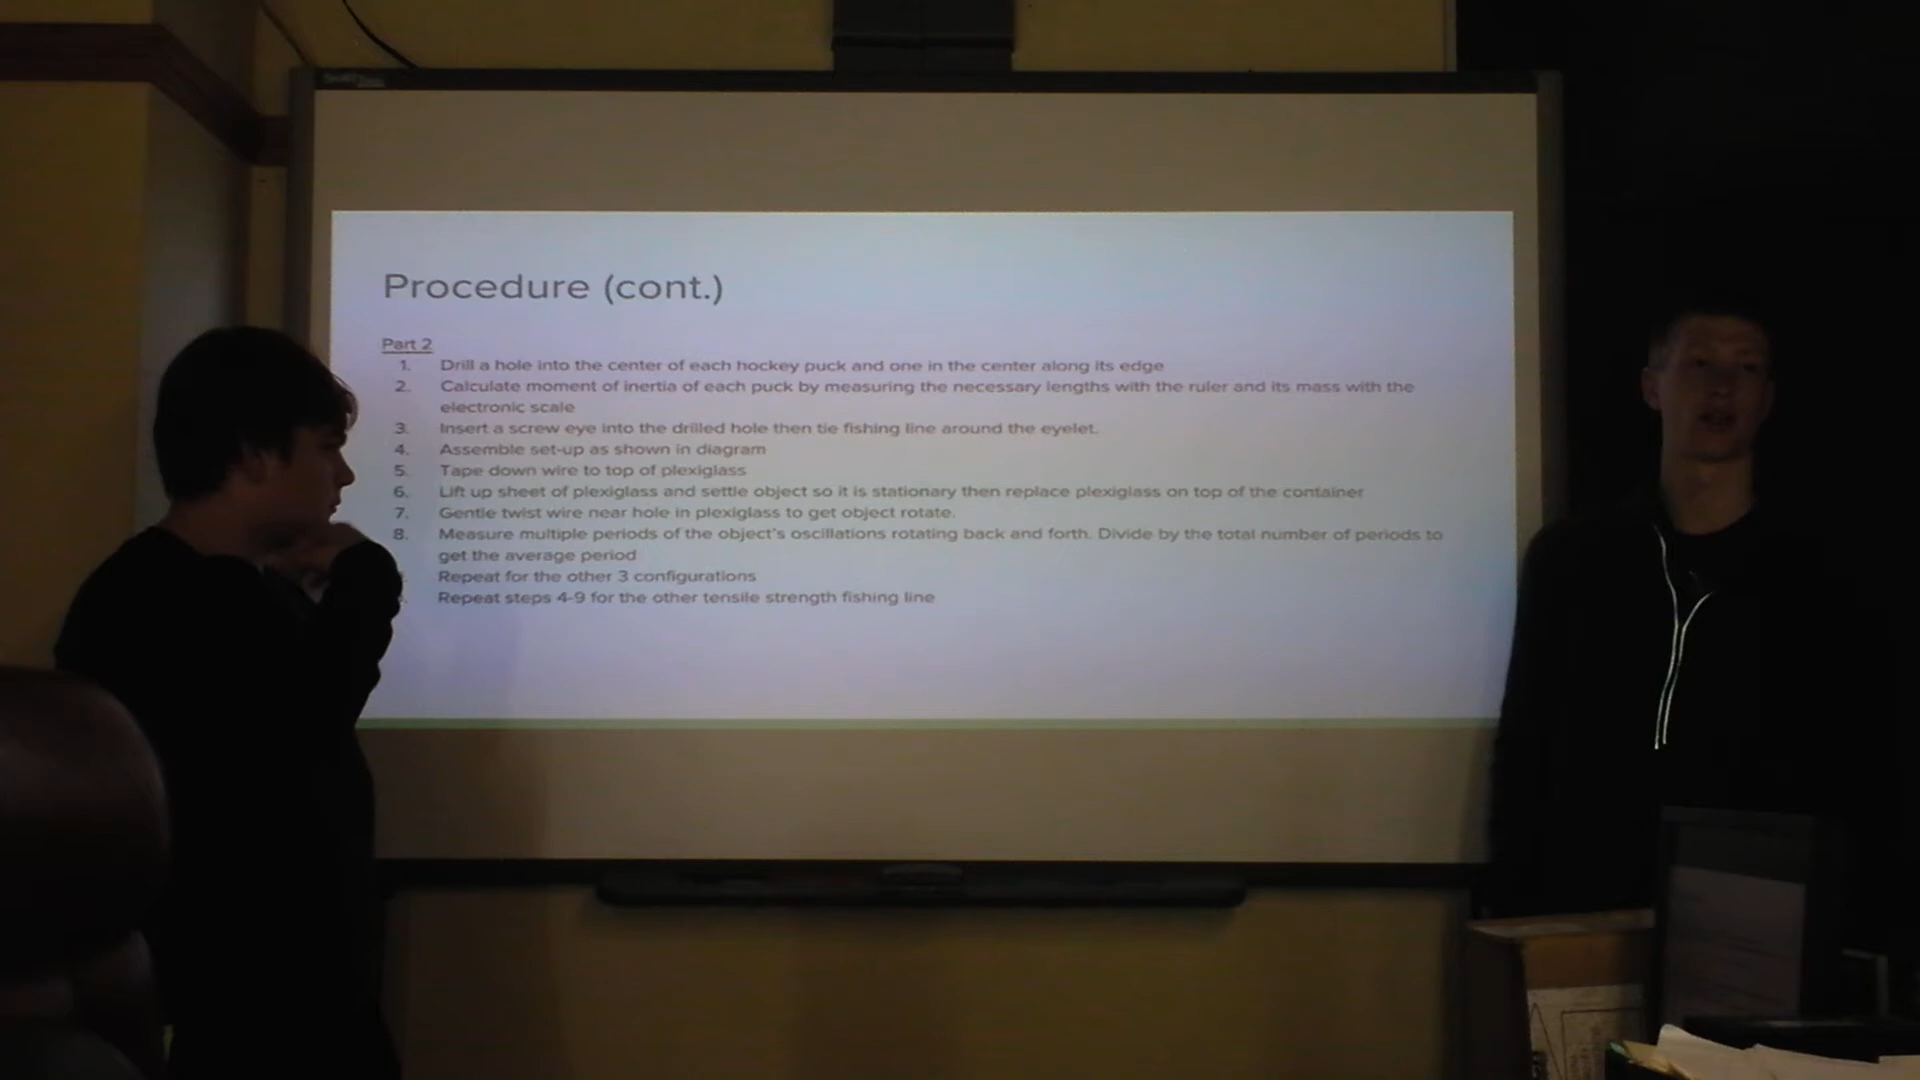 Procedure (cont.)
Part 2
1. Drill a hole into the center of each hockey puck and one in the center along its edge
2. Calculate moment of inertia of each puck by measuring the necessary lengths with the ruler and its mass with the
electronic scale
3. Insert a screw eye into the drilled hole then tie fishing line around the eyelet.
4. Assemble set-up as shown in diagram
5. Tape down wire to top of plexiglass
6. Lift up sheet of plexiglass and settle object so it is stationary then replace plexiglass on top of the container
7. Gentle twist wire near hole in plexiglass to get object rotate.
8. Measure multiple periods of the object's oscillations rotating back and forth. Divide by the total number of periods to
get the average period
Repeat for the other 3 configurations
Repeat steps 4-9 for the other tensile strength fishing line